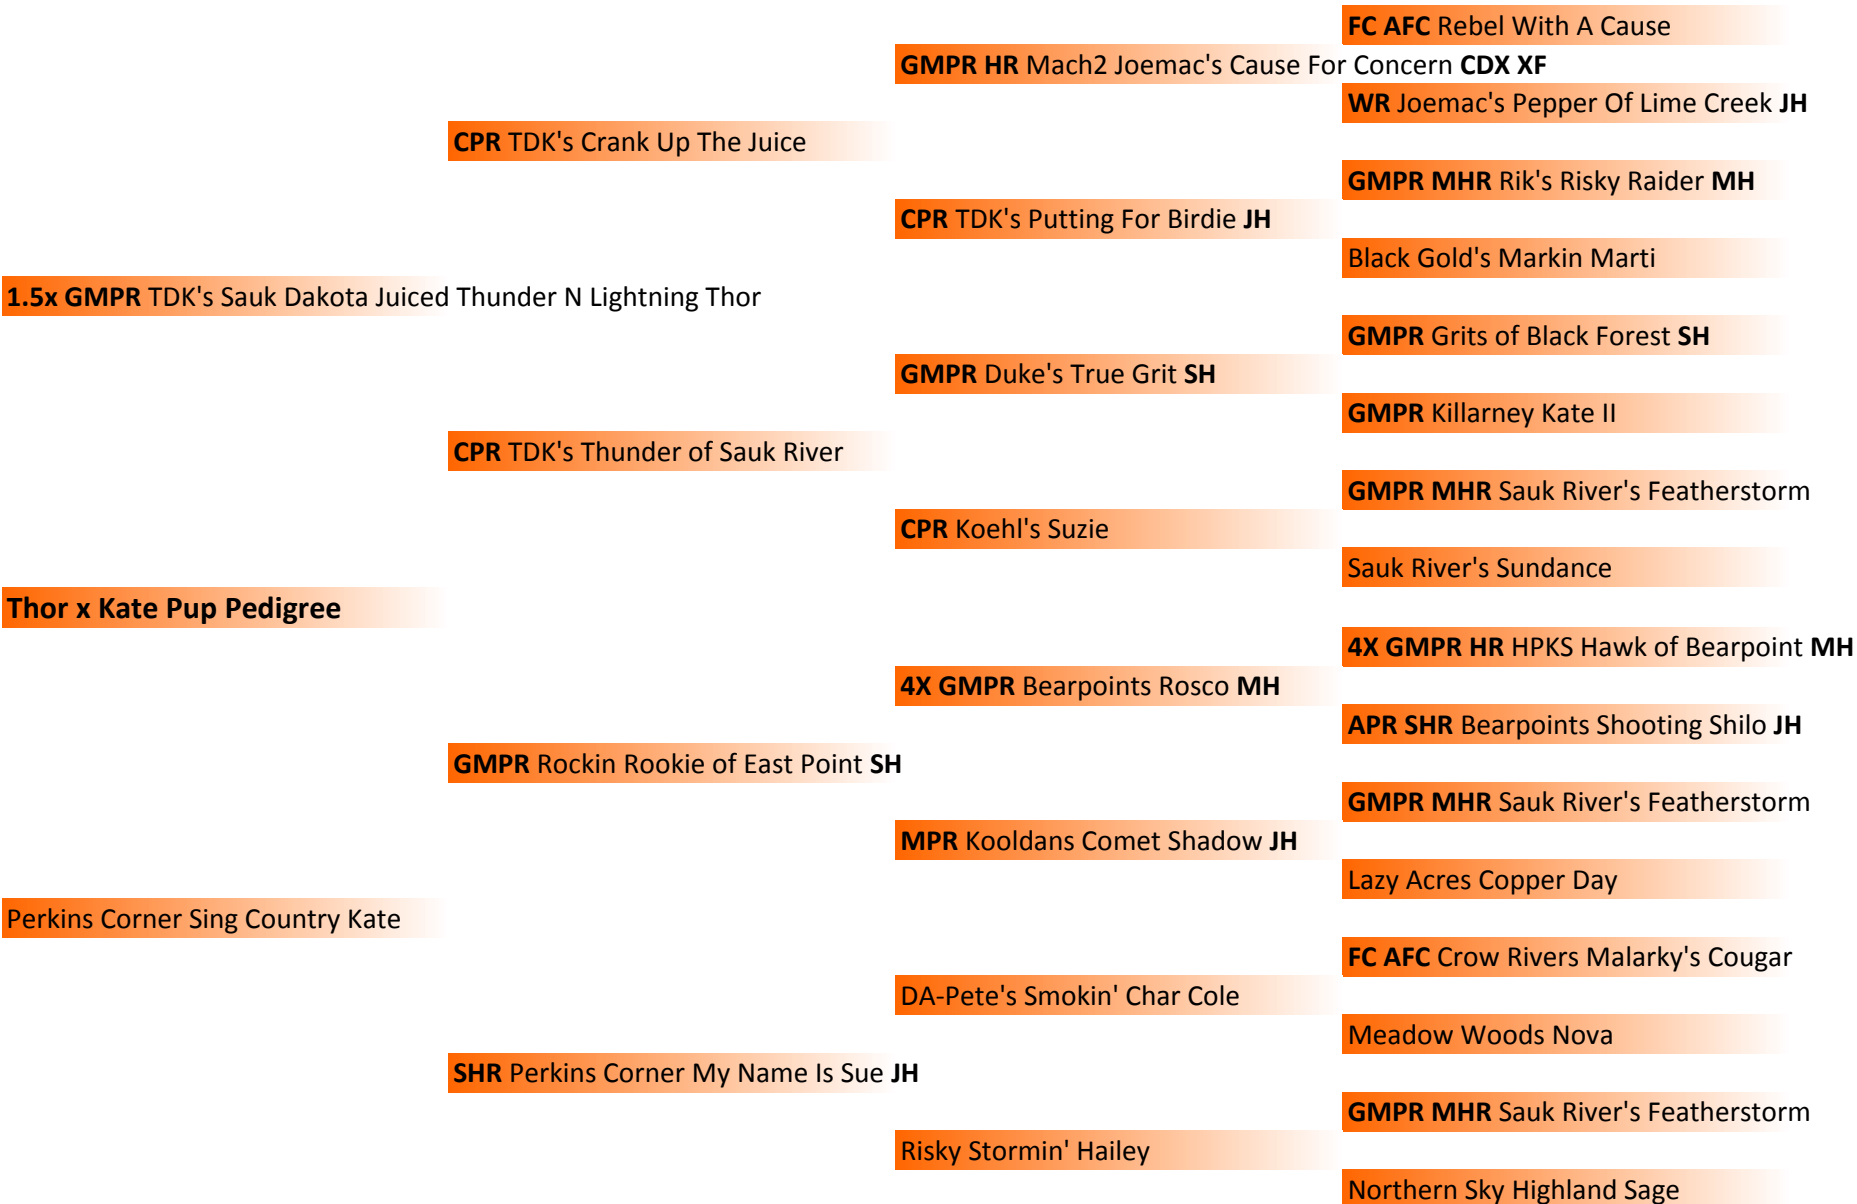 FC AFC Rebel With A Cause
GMPR HR Mach2 Joemac's Cause For Concern CDX XF
WR Joemac's Pepper Of Lime Creek JH
CPR TDK's Crank Up The Juice
GMPR MHR Rik's Risky Raider MH
CPR TDK's Putting For Birdie JH
Black Gold's Markin Marti
1.5x GMPR TDK's Sauk Dakota Juiced Thunder N Lightning Thor
GMPR Grits of Black Forest SH
GMPR Duke's True Grit SH
GMPR Killarney Kate II
CPR TDK's Thunder of Sauk River
GMPR MHR Sauk River's Featherstorm
CPR Koehl's Suzie
Sauk River's Sundance
Thor x Kate Pup Pedigree
4X GMPR HR HPKS Hawk of Bearpoint MH
4X GMPR Bearpoints Rosco MH
APR SHR Bearpoints Shooting Shilo JH
GMPR Rockin Rookie of East Point SH
GMPR MHR Sauk River's Featherstorm
MPR Kooldans Comet Shadow JH
Lazy Acres Copper Day
Perkins Corner Sing Country Kate
FC AFC Crow Rivers Malarky's Cougar
DA-Pete's Smokin' Char Cole
Meadow Woods Nova
SHR Perkins Corner My Name Is Sue JH
GMPR MHR Sauk River's Featherstorm
Risky Stormin' Hailey
Northern Sky Highland Sage